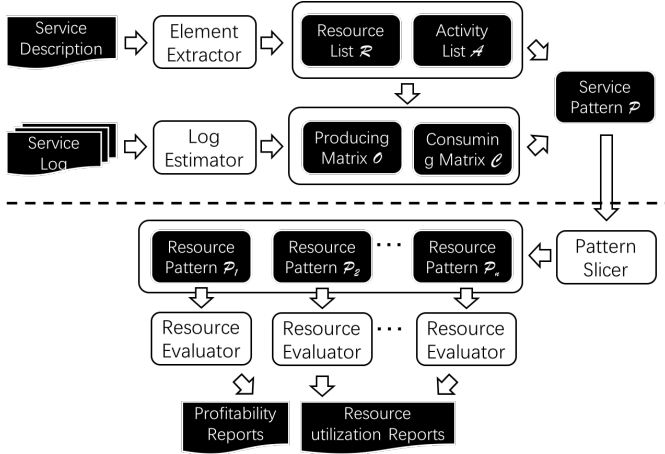 Service
Description
Element
Extractor
Resource
List R
Activity
List A
Service
Pattern P
Service
Log
Log
Estimator
Producing
Matrix O
Consumin
g Matrix C
Resource
Pattern P1
Resource
Pattern P2
...
Resource
Pattern Pn
Pattern
Slicer
Resource
Evaluator
Resource
Evaluator
...
Resource
Evaluator
Profitability
Reports
Resource
utilization Reports